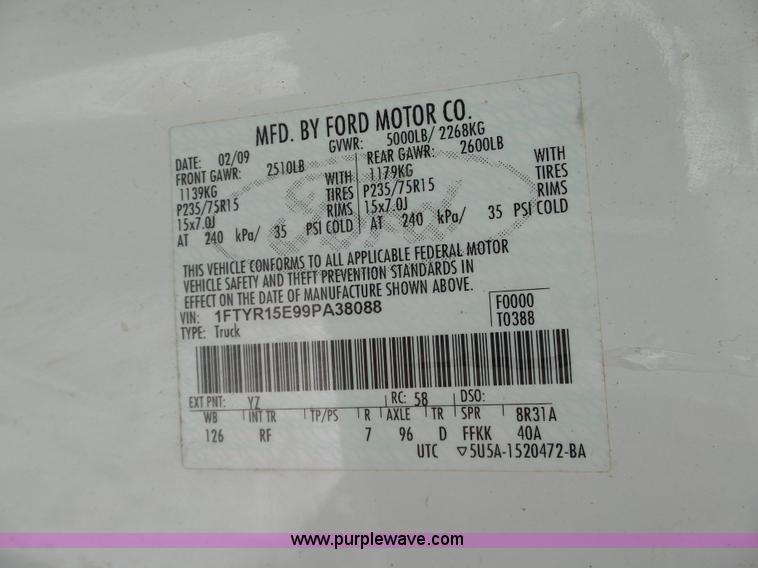 MFD. BY FORD MOTOR CO.
DATE: 02/09 GVWR: 5000LB/ 2268KG
FRONT GAWR: 2510LB REAR GAWR: 2600LB
1139KG WITH 1179KG WITH
P235/75R15 TIRES P235/75R15 TIRES
15x7.0J RIMS 15x7.0J RIMS
AT 240 kPa/ 35 PSI COLD AT 240 kPa/ 35 PSI COLD
Ford
THIS VEHICLE CONFORMS TO ALL APPLICABLE FEDERAL MOTOR
VEHICLE SAFETY AND THEFT PREVENTION STANDARDS IN
EFFECT ON THE DATE OF MANUFACTURE SHOWN ABOVE.
VIN: 1FTYR15E99PA38088 F0000
TYPE: Truck T0388
EXT PNT: YZ RC: 58 DSO:
WB INT TR TP/PS R AXLE TR SPR 8R31A
126 RF 7 96 D FFKK 40A
UTC ▽5U5A-1520472-BA
www.purplewave.com